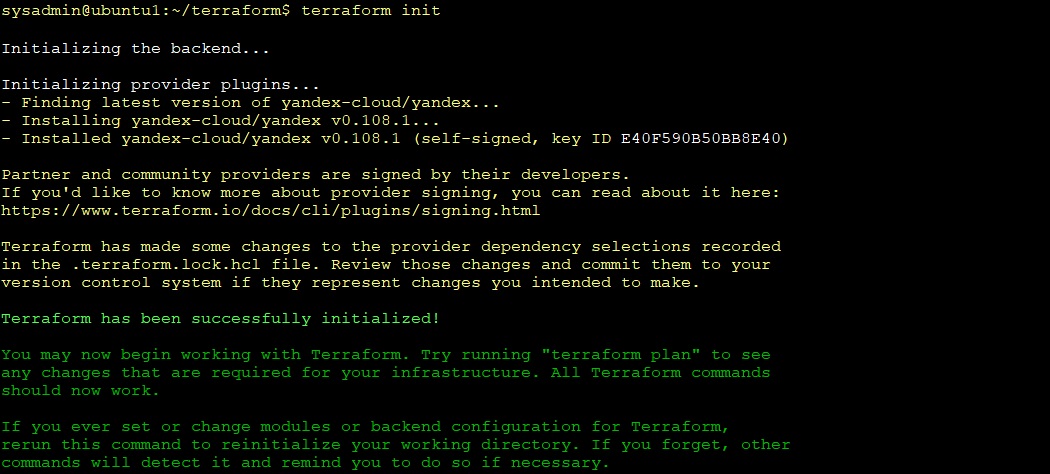 sysadmin@ubuntu1:~/terraform$ terraform init
Initializing the backend...
Initializing provider plugins...
- Finding latest version of yandex-cloud/yandex...
- Installing yandex-cloud/yandex v0.108.1...
- Installed yandex-cloud/yandex v0.108.1 (self-signed, key ID E40F590B50BB8E40)
Partner and community providers are signed by their developers.
If you'd like to know more about provider signing, you can read about it here:
https://www.terraform.io/docs/cli/plugins/signing.html
Terraform has made some changes to the provider dependency selections recorded
in the .terraform.lock.hcl file. Review those changes and commit them to your
version control system if they represent changes you intended to make.
Terraform has been successfully initialized!
You may now begin working with Terraform. Try running "terraform plan" to see
any changes that are required for your infrastructure. All Terraform commands
should now work.
If you ever set or change modules or backend configuration for Terraform,
rerun this command to reinitialize your working directory. If you forget, other
commands will detect it and remind you to do so if necessary.